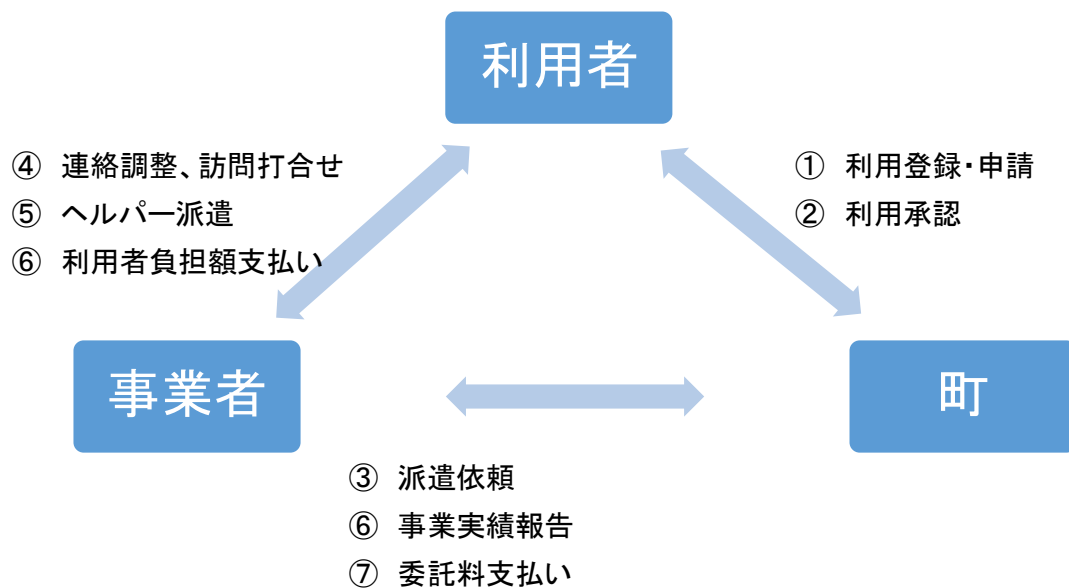 利用者
④ 連絡調整、訪問打合せ
⑤ ヘルパー派遣
⑥ 利用者負担額支払い
① 利用登録・申請
② 利用承認
事業者
町
③ 派遣依頼
⑥ 事業実績報告
⑦ 委託料支払い